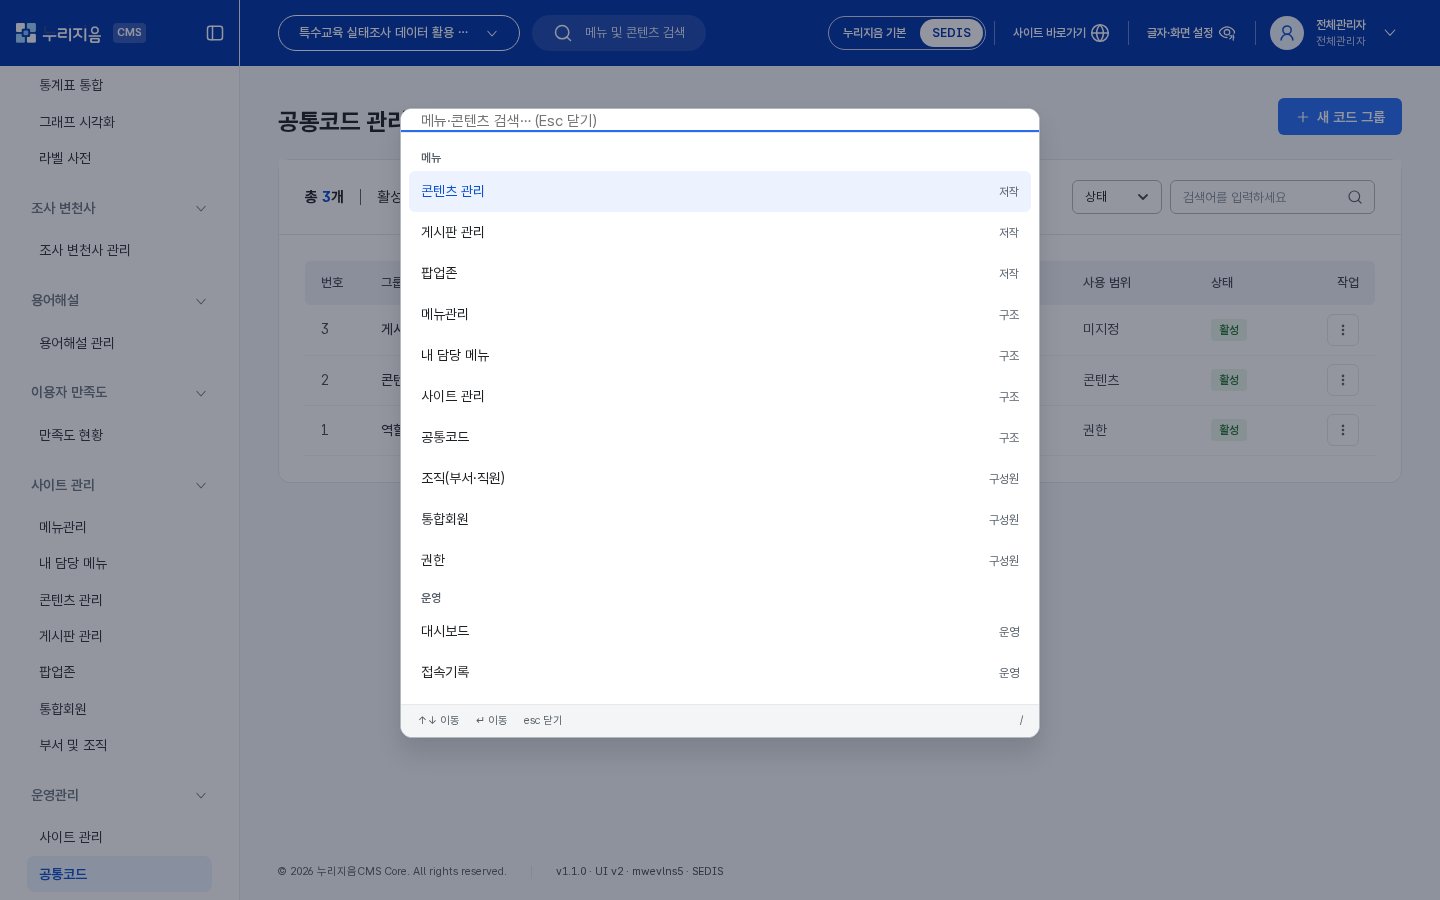 누리지음 CMS
특수교육 실태조사 데이터 활용 ···
메뉴 및 콘텐츠 검색
누리지음 기본
SEDIS
사이트 바로가기
글자·화면 설정
전체관리자
전체관리자
통계표 통합
그래프 시각화
라벨 사전
조사 변천사
조사 변천사 관리
용어해설
용어해설 관리
이용자 만족도
만족도 현황
사이트 관리
메뉴관리
내 담당 메뉴
콘텐츠 관리
게시판 관리
팝업존
통합회원
부서 및 조직
운영관리
사이트 관리
공통코드
공통코드 관리
+ 새 코드 그룹
총 3개
활성
상태
검색어를 입력하세요
번호
사용 범위
상태
작업
3
미지정
활성
2
콘텐츠
활성
1
권한
활성
메뉴·콘텐츠 검색··· (Esc 닫기)
메뉴
콘텐츠 관리 저작
게시판 관리 저작
팝업존 저작
메뉴관리 구조
내 담당 메뉴 구조
사이트 관리 구조
공통코드 구조
조직(부서·직원) 구성원
통합회원 구성원
권한 구성원
운영
대시보드 운영
접속기록 운영
↑↓ 이동 ↵ 이동 esc 닫기 /
© 2026 누리지음CMS Core. All rights reserved.
v1.1.0 · UI v2 · mwevlns5 · SEDIS